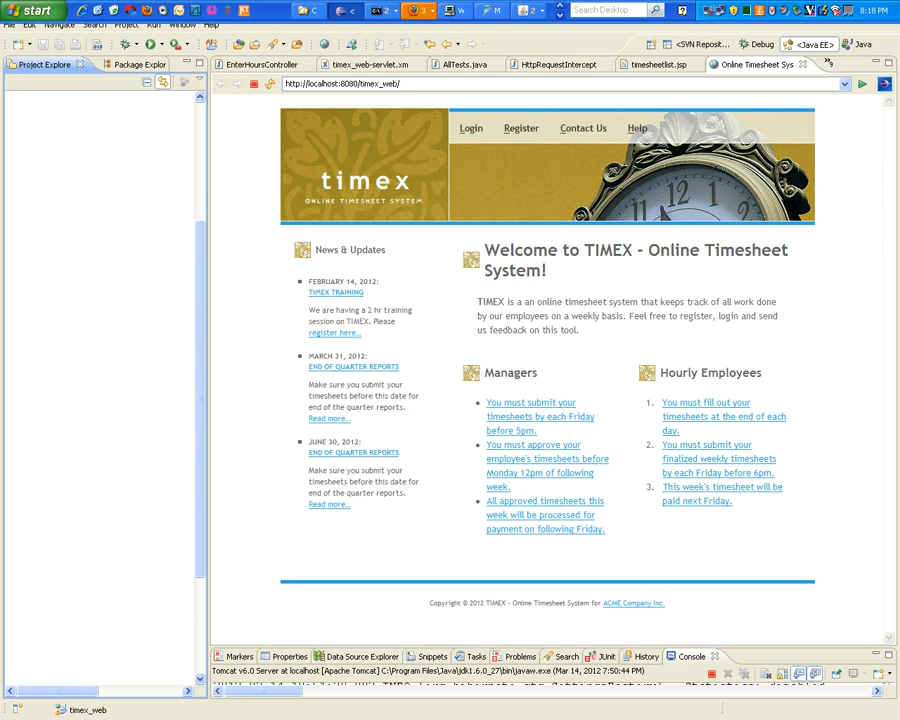 start
C
<
2
3
W
M
2
Search Desktop
8:18 PM
File Edit Navigate Search Project Run Window Help
<SVN Reposit...
Debug
<Java EE>
Java
Project Explore
Package Explor
EnterHoursController
timex_web-servlet.xm
AllTests.java
HttpRequestIntercept
timesheetlist.jsp
Online Timesheet Sys
http://localhost:8080/timex_web/
Login Register Contact Us Help
timex
ONLINE TIMESHEET SYSTEM
12 1
News & Updates
FEBRUARY 14, 2012:
TIMEX TRAINING
We are having a 2 hr training
session on TIMEX. Please
register here...
MARCH 31, 2012:
END OF QUARTER REPORTS
Make sure you submit your
timesheets before this date for
end of the quarter reports.
Read more...
JUNE 30, 2012:
END OF QUARTER REPORTS
Make sure you submit your
timesheets before this date for
end of the quarter reports.
Read more...
Welcome to TIMEX - Online Timesheet
System!
TIMEX is a an online timesheet system that keeps track of all work done
by our employees on a weekly basis. Feel free to register, login and send
us feedback on this tool.
Managers
You must submit your
timesheets by each Friday
before 5pm.
You must approve your
employee's timesheets before
Monday 12pm of following
week.
All approved timesheets this
week will be processed for
payment on following Friday.
Hourly Employees
1. You must fill out your
timesheets at the end of each
day.
2. You must submit your
finalized weekly timesheets
by each Friday before 6pm.
3. This week's timesheet will be
paid next Friday.
Copyright © 2012 TIMEX - Online Timesheet System for ACME Company Inc.
Markers
Properties
Data Source Explorer
Snippets
Tasks
Problems
Search
JUnit
History
Console
Tomcat v6.0 Server at localhost [Apache Tomcat] C:\Program Files\Java\jdk1.6.0_27\bin\javaw.exe (Mar 14, 2012 7:50:44 PM)
timex_web